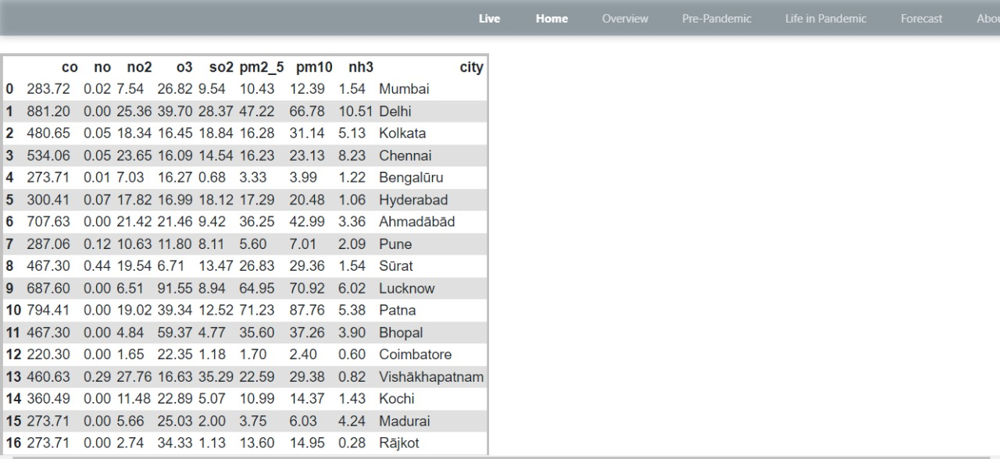 Live Home Overview Pre-Pandemic Life in Pandemic Forecast Abou
co no no2 o3 so2 pm2_5 pm10 nh3 city
0 283.72 0.02 7.54 26.82 9.54 10.43 12.39 1.54 Mumbai
1 881.20 0.00 25.36 39.70 28.37 47.22 66.78 10.51 Delhi
2 480.65 0.05 18.34 16.45 18.84 16.28 31.14 5.13 Kolkata
3 534.06 0.05 23.65 16.09 14.54 16.23 23.13 8.23 Chennai
4 273.71 0.01 7.03 16.27 0.68 3.33 3.99 1.22 Bengalūru
5 300.41 0.07 17.82 16.99 18.12 17.29 20.48 1.06 Hyderabad
6 707.63 0.00 21.42 21.46 9.42 36.25 42.99 3.36 Ahmadābād
7 287.06 0.12 10.63 11.80 8.11 5.60 7.01 2.09 Pune
8 467.30 0.44 19.54 6.71 13.47 26.83 29.36 1.54 Sūrat
9 687.60 0.00 6.51 91.55 8.94 64.95 70.92 6.02 Lucknow
10 794.41 0.00 19.02 39.34 12.52 71.23 87.76 5.38 Patna
11 467.30 0.00 4.84 59.37 4.77 35.60 37.26 3.90 Bhopal
12 220.30 0.00 1.65 22.35 1.18 1.70 2.40 0.60 Coimbatore
13 460.63 0.29 27.76 16.63 35.29 22.59 29.38 0.82 Vishākhapatnam
14 360.49 0.00 11.48 22.89 5.07 10.99 14.37 1.43 Kochi
15 273.71 0.00 5.66 25.03 2.00 3.75 6.03 4.24 Madurai
16 273.71 0.00 2.74 34.33 1.13 13.60 14.95 0.28 Rājkot